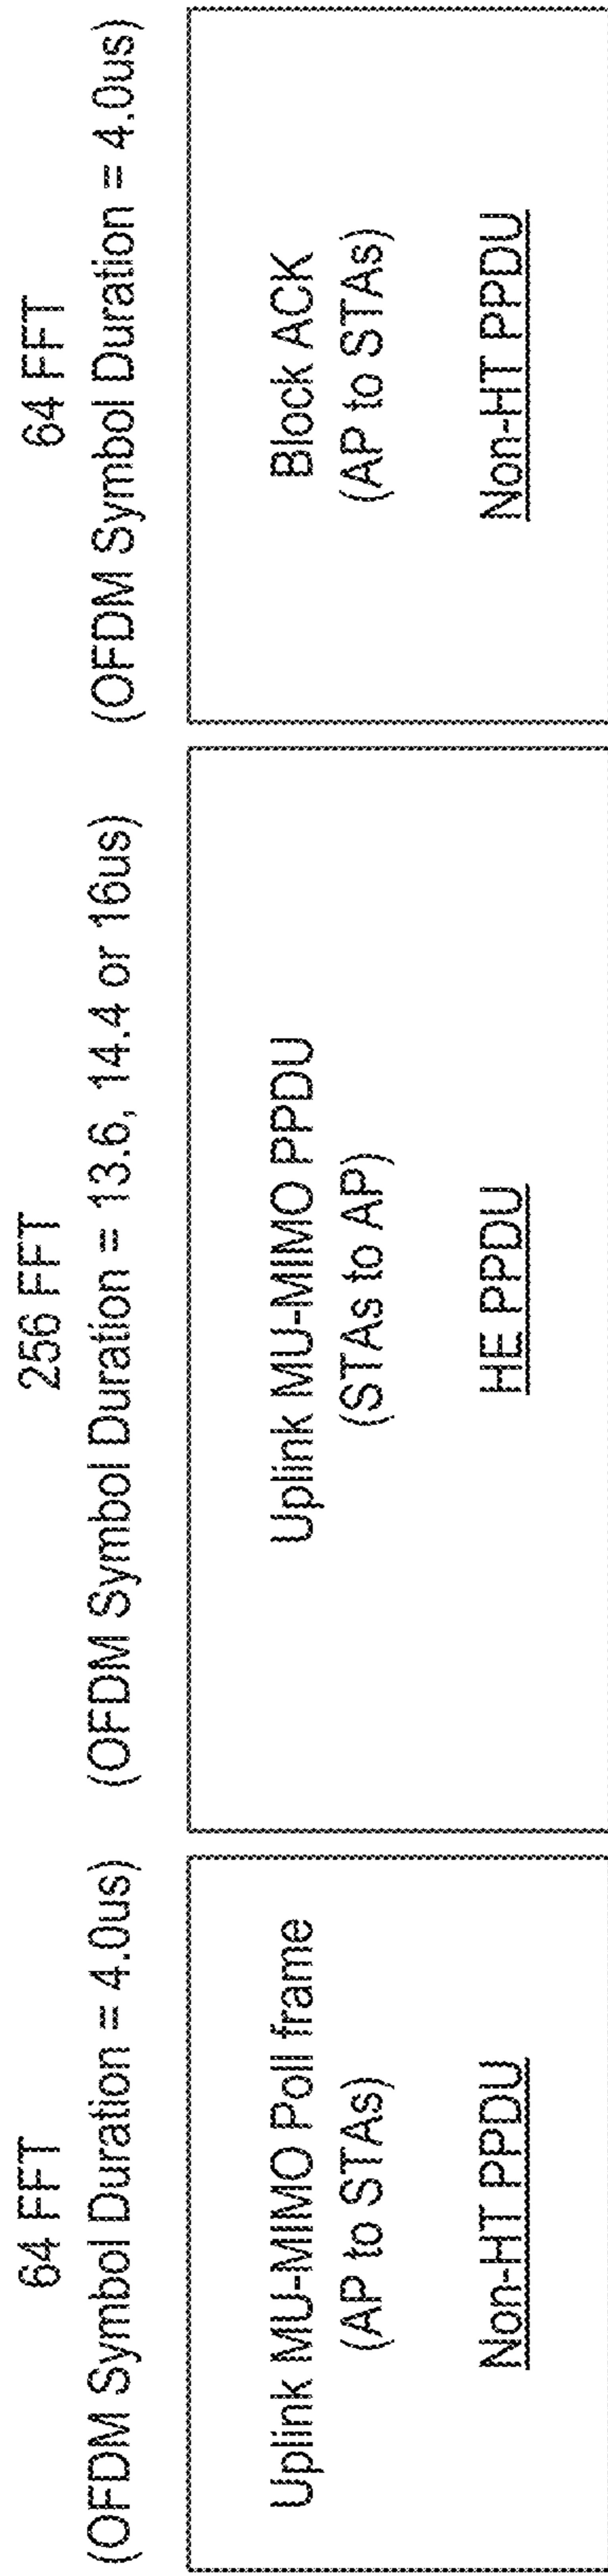 64 FFT
(OFDM Symbol Duration = 4.0us)
Uplink MU-MIMO Poll frame
(AP to STAs)
Non-HT PPDU
256 FFT
(OFDM Symbol Duration = 13.6, 14.4 or 16us)
Uplink MU-MIMO PPDU
(STAs to AP)
HE PPDU
64 FFT
(OFDM Symbol Duration = 4.0us)
Block ACK
(AP to STAs)
Non-HT PPDU